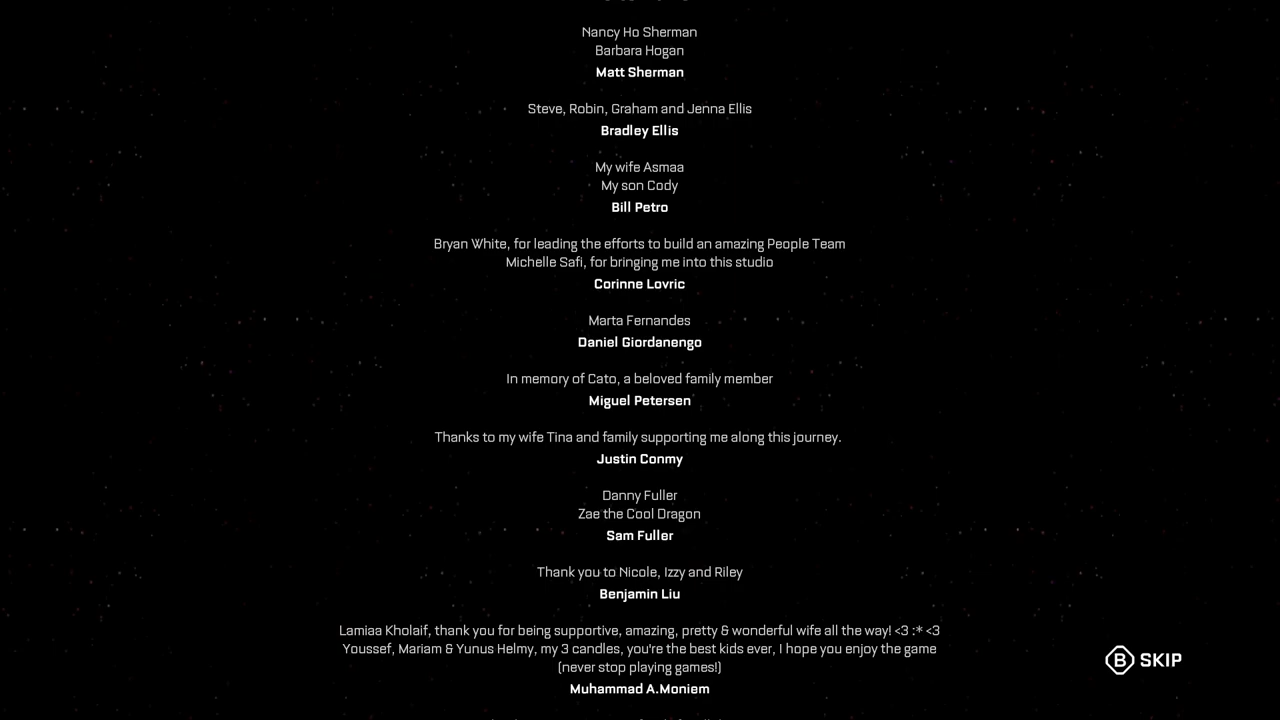 Nancy Ho Sherman
Barbara Hogan
Matt Sherman
Steve, Robin, Graham and Jenna Ellis
Bradley Ellis
My wife Asmaa
My son Cody
Bill Petro
Bryan White, for leading the efforts to build an amazing People Team
Michelle Safi, for bringing me into this studio
Corinne Lovric
Marta Fernandes
Daniel Giordanengo
In memory of Cato, a beloved family member
Miguel Petersen
Thanks to my wife Tina and family supporting me along this journey.
Justin Conmy
Danny Fuller
Zae the Cool Dragon
Sam Fuller
Thank you to Nicole, Izzy and Riley
Benjamin Liu
Lamiaa Kholaif, thank you for being supportive, amazing, pretty & wonderful wife all the way! <3 :* <3
Youssef, Mariam & Yunus Helmy, my 3 candles, you're the best kids ever, I hope you enjoy the game
(never stop playing games!)
Muhammad A.Moniem
B SKIP